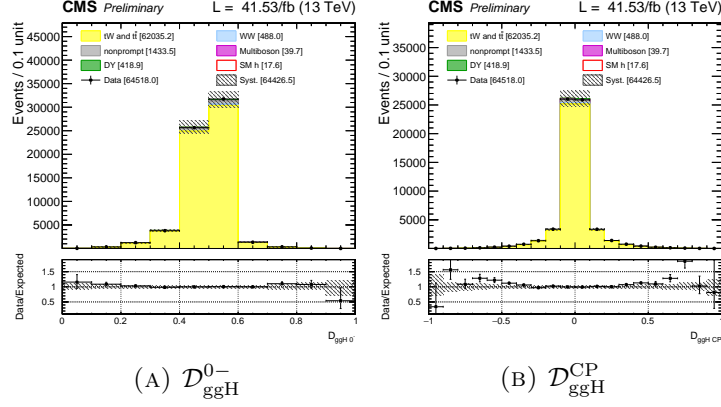 CMS Preliminary L = 41.53/fb (13 TeV)
Events / 0.1 unit
45000
40000
35000
30000
25000
20000
15000
10000
5000
tW and tt̄ [62035.2]
WW [488.0]
nonprompt [1433.5]
Multiboson [39.7]
DY [418.9]
SM h [17.6]
Data [64518.0]
Syst. [64426.5]
Data/Expected
1.5
1
0.5
0 0.2 0.4 0.6 0.8 1
D_ggH 0^-
(A) 𝒟_ggH^0−
CMS Preliminary L = 41.53/fb (13 TeV)
Events / 0.1 unit
35000
30000
25000
20000
15000
10000
5000
tW and tt̄ [62035.2]
WW [488.0]
nonprompt [1433.5]
Multiboson [39.7]
DY [418.9]
SM h [17.6]
Data [64518.0]
Syst. [64426.5]
Data/Expected
1.5
1
0.5
−1 −0.5 0 0.5 1
D_ggH CP
(B) 𝒟_ggH^CP